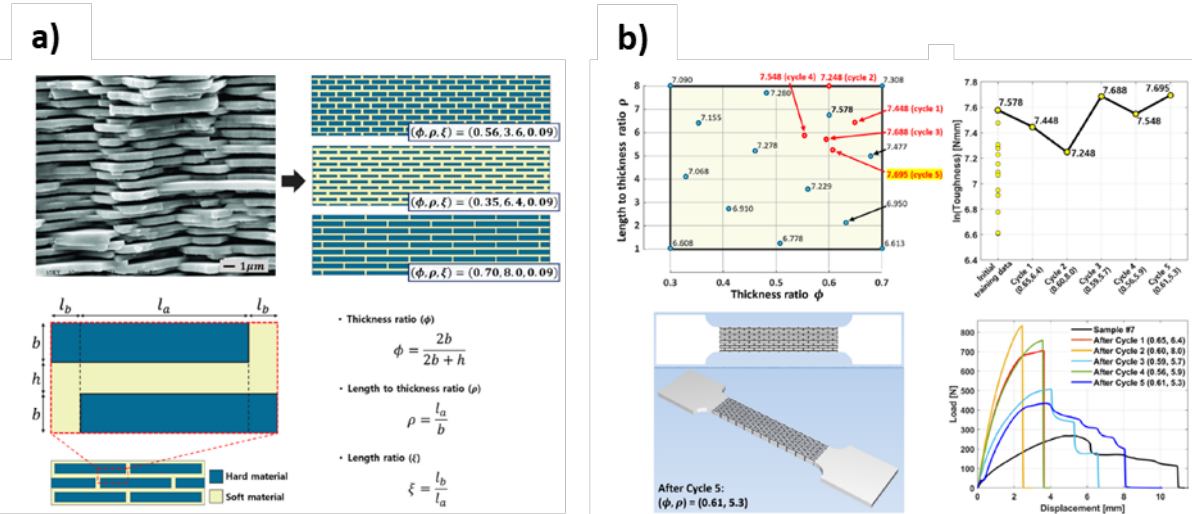 a)
1μm
(ϕ, ρ, ξ) = (0.56, 3.6, 0.09)
(ϕ, ρ, ξ) = (0.35, 6.4, 0.09)
(ϕ, ρ, ξ) = (0.70, 8.0, 0.09)
l_b l_a l_b
b
h
b
Hard material
Soft material
• Thickness ratio (ϕ)
ϕ = 2b / (2b + h)
• Length to thickness ratio (ρ)
ρ = l_a / b
• Length ratio (ξ)
ξ = l_b / l_a
b)
7.548 (cycle 4)
7.248 (cycle 2)
7.090
7.308
7.280
7.578
7.448 (cycle 1)
7.155
7.688 (cycle 3)
7.278
7.477
7.695 (cycle 5)
7.068
7.229
6.910
6.950
6.778
6.608
6.613
8
7
6
5
4
3
2
1
0.3 0.4 0.5 0.6 0.7
Length to thickness ratio ρ
Thickness ratio ϕ
7.8
7.6
7.4
7.2
7
6.8
6.6
6.4
ln(Toughness) [Nmm]
7.578
7.448
7.248
7.688
7.548
7.695
Initial
training data
Cycle 1
(0.65,6.4)
Cycle 2
(0.60,8.0)
Cycle 3
(0.59,5.7)
Cycle 4
(0.56,5.9)
Cycle 5
(0.61,5.3)
After Cycle 5:
(ϕ, ρ) = (0.61, 5.3)
800
700
600
500
400
300
200
100
0
Load [N]
Sample #7
After Cycle 1 (0.65, 6.4)
After Cycle 2 (0.60, 8.0)
After Cycle 3 (0.59, 5.7)
After Cycle 4 (0.56, 5.9)
After Cycle 5 (0.61, 5.3)
0 2 4 6 8 10
Displacement [mm]